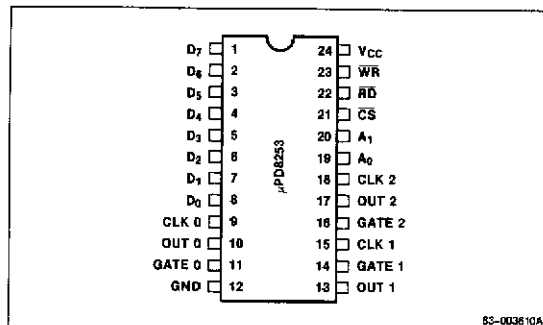 D7 1 24 VCC
D6 2 23 WR
D5 3 22 RD
D4 4 21 CS
D3 5 20 A1
D2 6 19 A0
D1 7 18 CLK 2
D0 8 17 OUT 2
CLK 0 9 16 GATE 2
OUT 0 10 15 CLK 1
GATE 0 11 14 GATE 1
GND 12 13 OUT 1
μPD8253
83-003610A